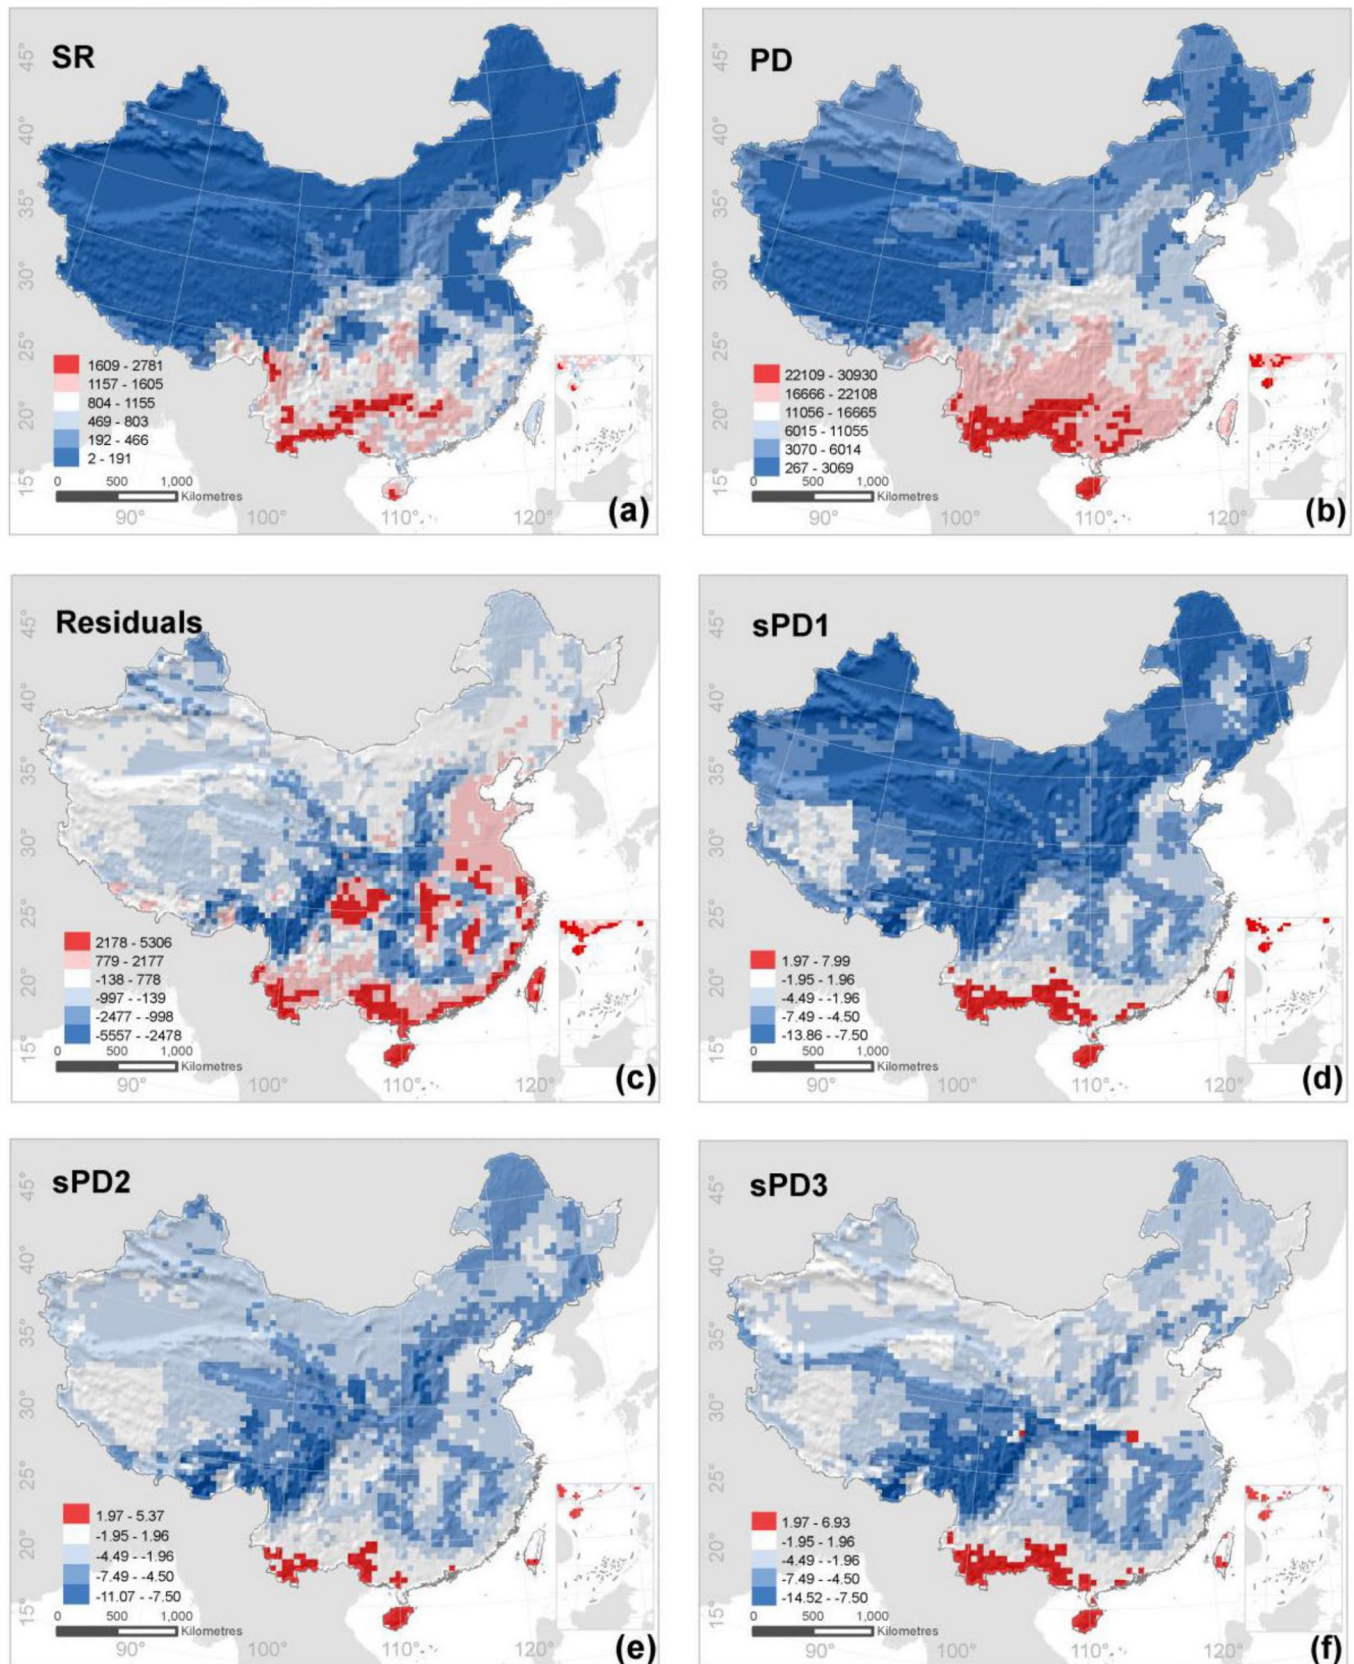 SR
45°
40°
35°
30°
25°
20°
15°
1609 - 2781
1157 - 1605
804 - 1155
469 - 803
192 - 466
2 - 191
0 500 1,000
Kilometres
90° 100° 110° 120°
(a)
PD
45°
40°
35°
30°
25°
20°
15°
22109 - 30930
16666 - 22108
11056 - 16665
6015 - 11055
3070 - 6014
267 - 3069
0 500 1,000
Kilometres
90° 100° 110° 120°
(b)
Residuals
45°
40°
35°
30°
25°
20°
15°
2178 - 5306
779 - 2177
-138 - 778
-997 - -139
-2477 - -998
-5557 - -2478
0 500 1,000
Kilometres
90° 100° 110° 120°
(c)
sPD1
45°
40°
35°
30°
25°
20°
15°
1.97 - 7.99
-1.95 - 1.96
-4.49 - -1.96
-7.49 - -4.50
-13.86 - -7.50
0 500 1,000
Kilometres
90° 100° 110° 120°
(d)
sPD2
45°
40°
35°
30°
25°
20°
15°
1.97 - 5.37
-1.95 - 1.96
-4.49 - -1.96
-7.49 - -4.50
-11.07 - -7.50
0 500 1,000
Kilometres
90° 100° 110° 120°
(e)
sPD3
45°
40°
35°
30°
25°
20°
15°
1.97 - 6.93
-1.95 - 1.96
-4.49 - -1.96
-7.49 - -4.50
-14.52 - -7.50
0 500 1,000
Kilometres
90° 100° 110° 120°
(f)